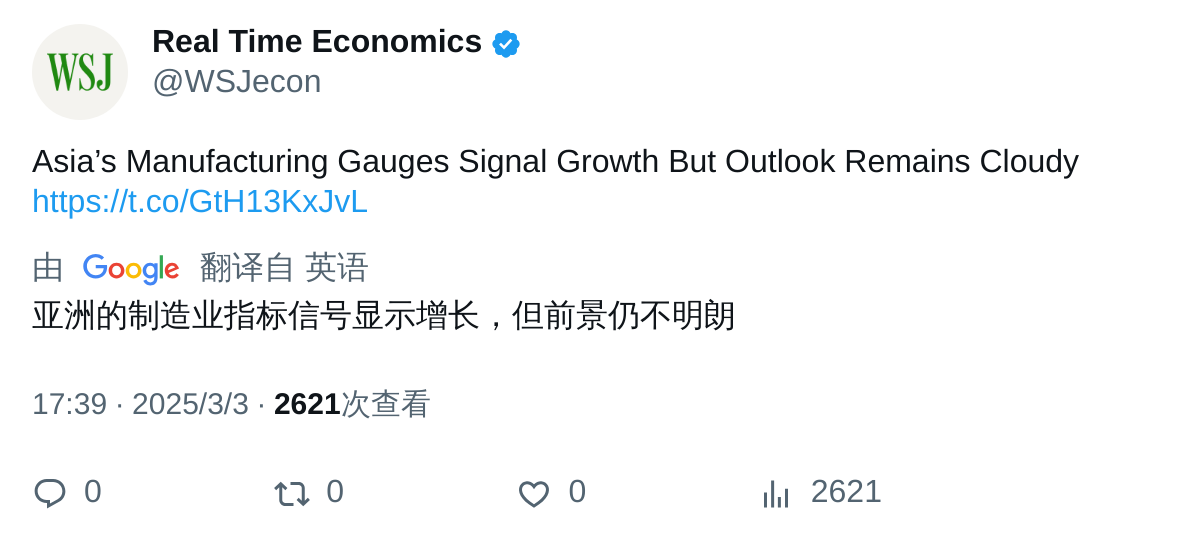 WSJ
Real Time Economics
@WSJecon
Asia’s Manufacturing Gauges Signal Growth But Outlook Remains Cloudy
https://t.co/GtH13KxJvL
由 Google 翻译自 英语
亚洲的制造业指标信号显示增长，但前景仍不明朗
17:39 · 2025/3/3 · 2621次查看
0 0 0 2621